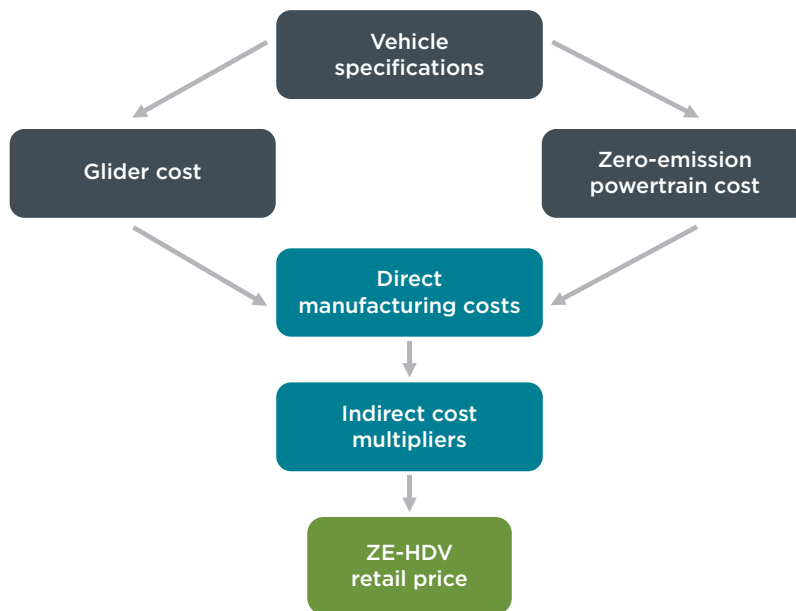 Vehicle
specifications
Glider cost
Zero-emission
powertrain cost
Direct
manufacturing costs
Indirect cost
multipliers
ZE-HDV
retail price